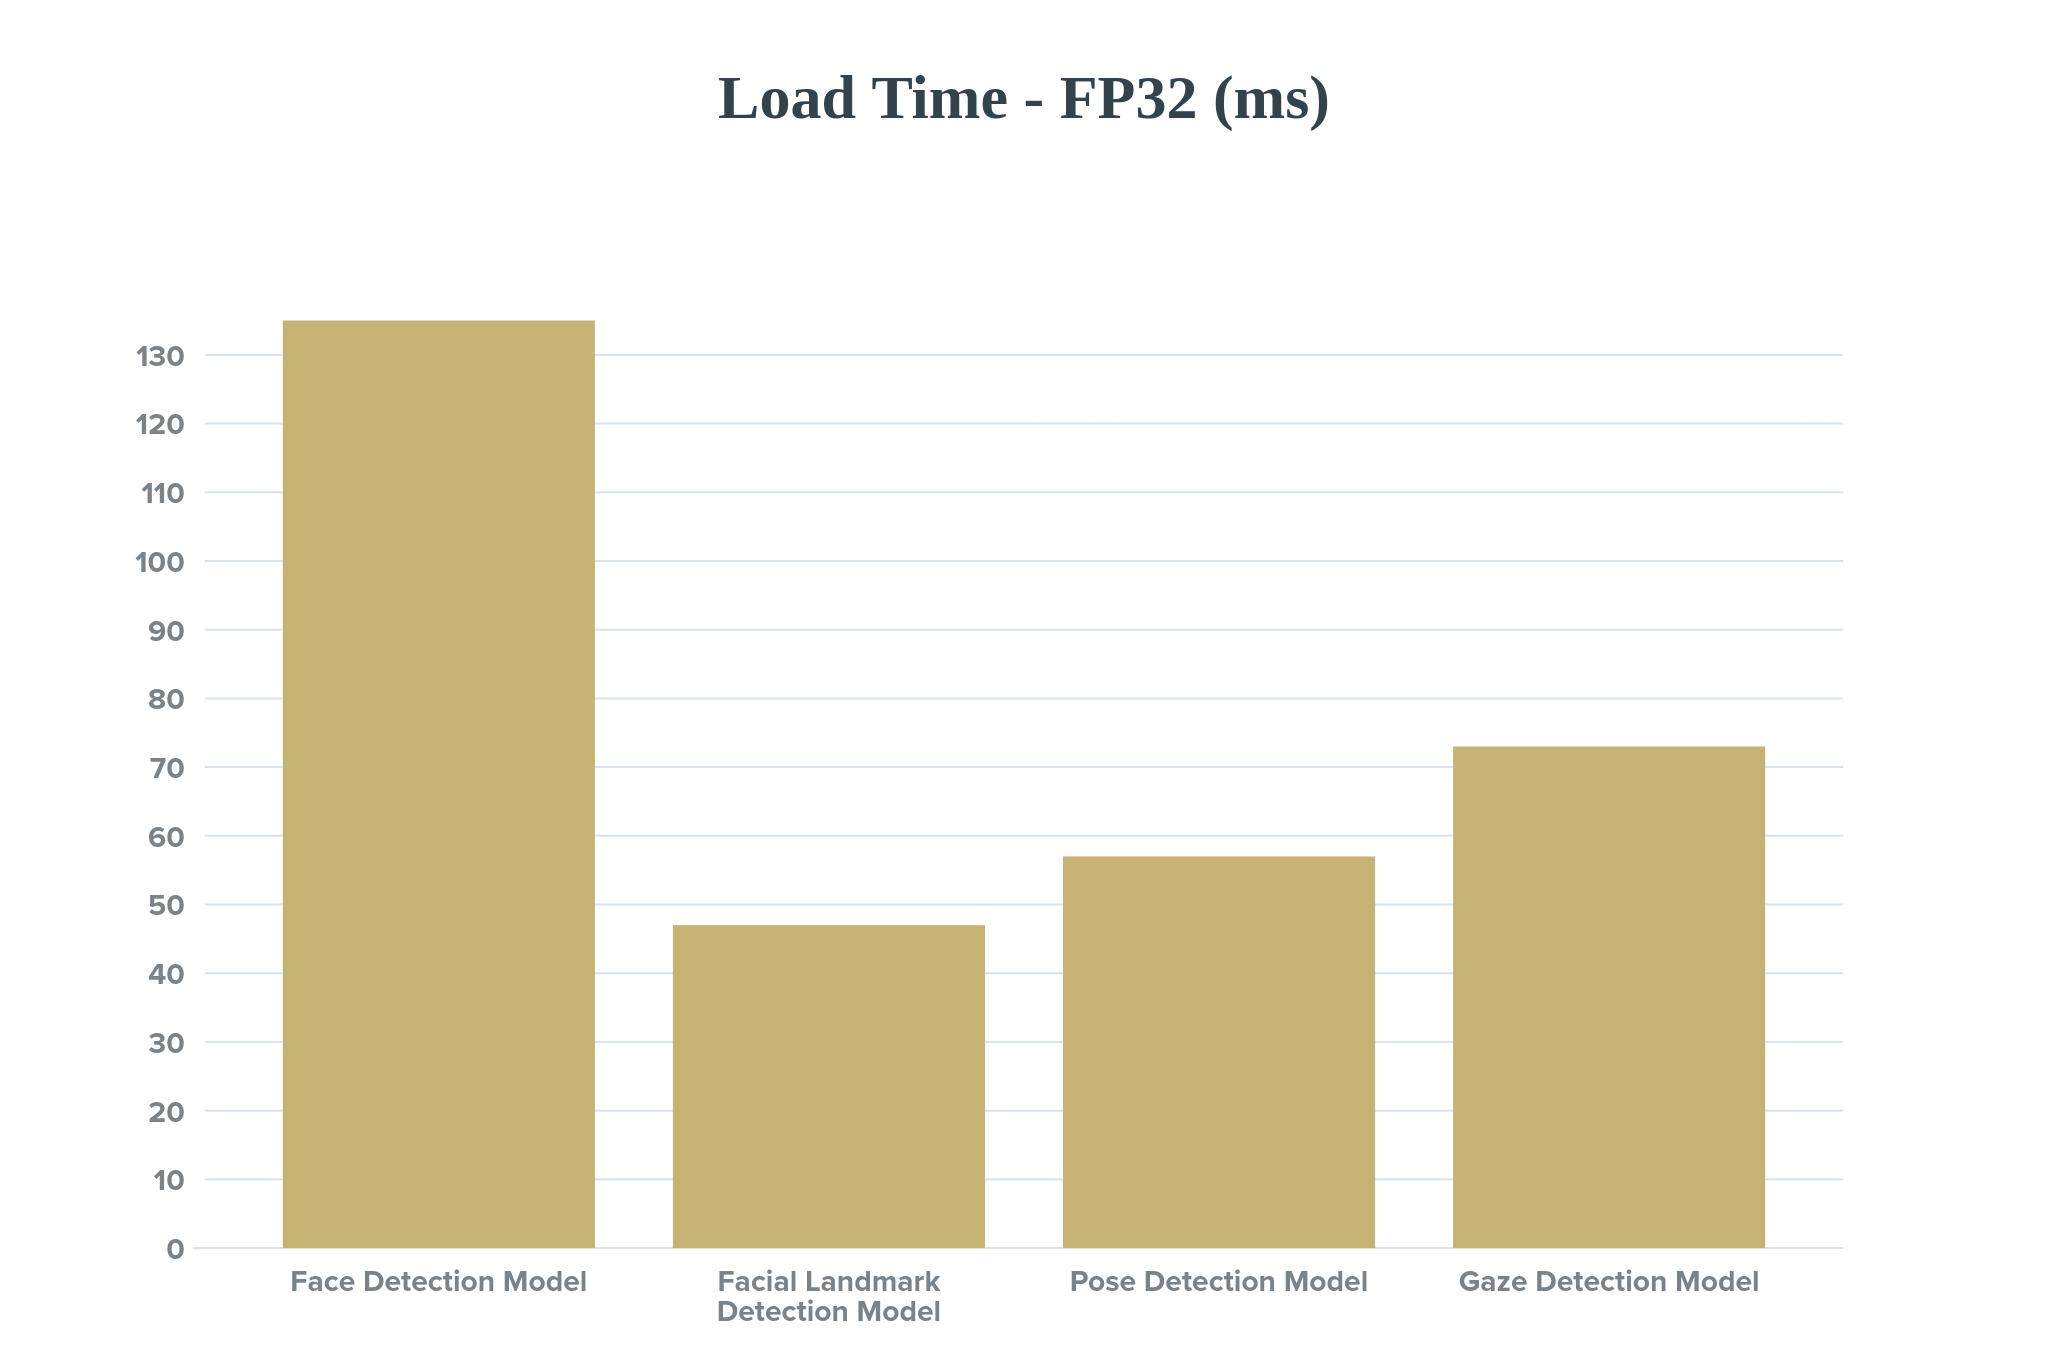 Load Time - FP32 (ms)
130
120
110
100
90
80
70
60
50
40
30
20
10
0
Face Detection Model
Facial Landmark
Detection Model
Pose Detection Model
Gaze Detection Model